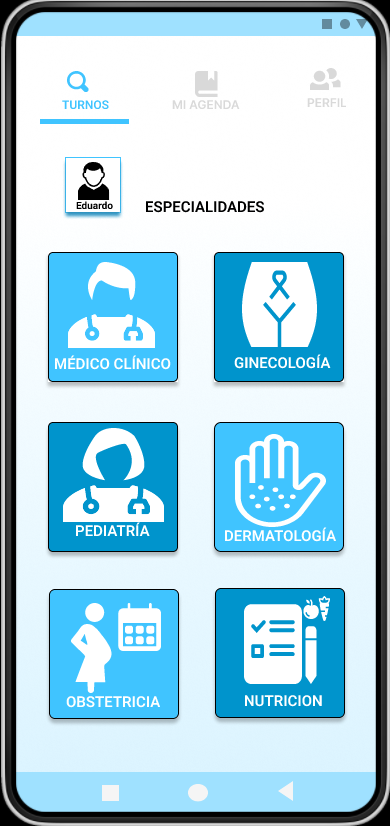 TURNOS
MI AGENDA
PERFIL
Eduardo
ESPECIALIDADES
MÉDICO CLÍNICO
GINECOLOGÍA
PEDIATRÍA
DERMATOLOGÍA
OBSTETRICIA
NUTRICION